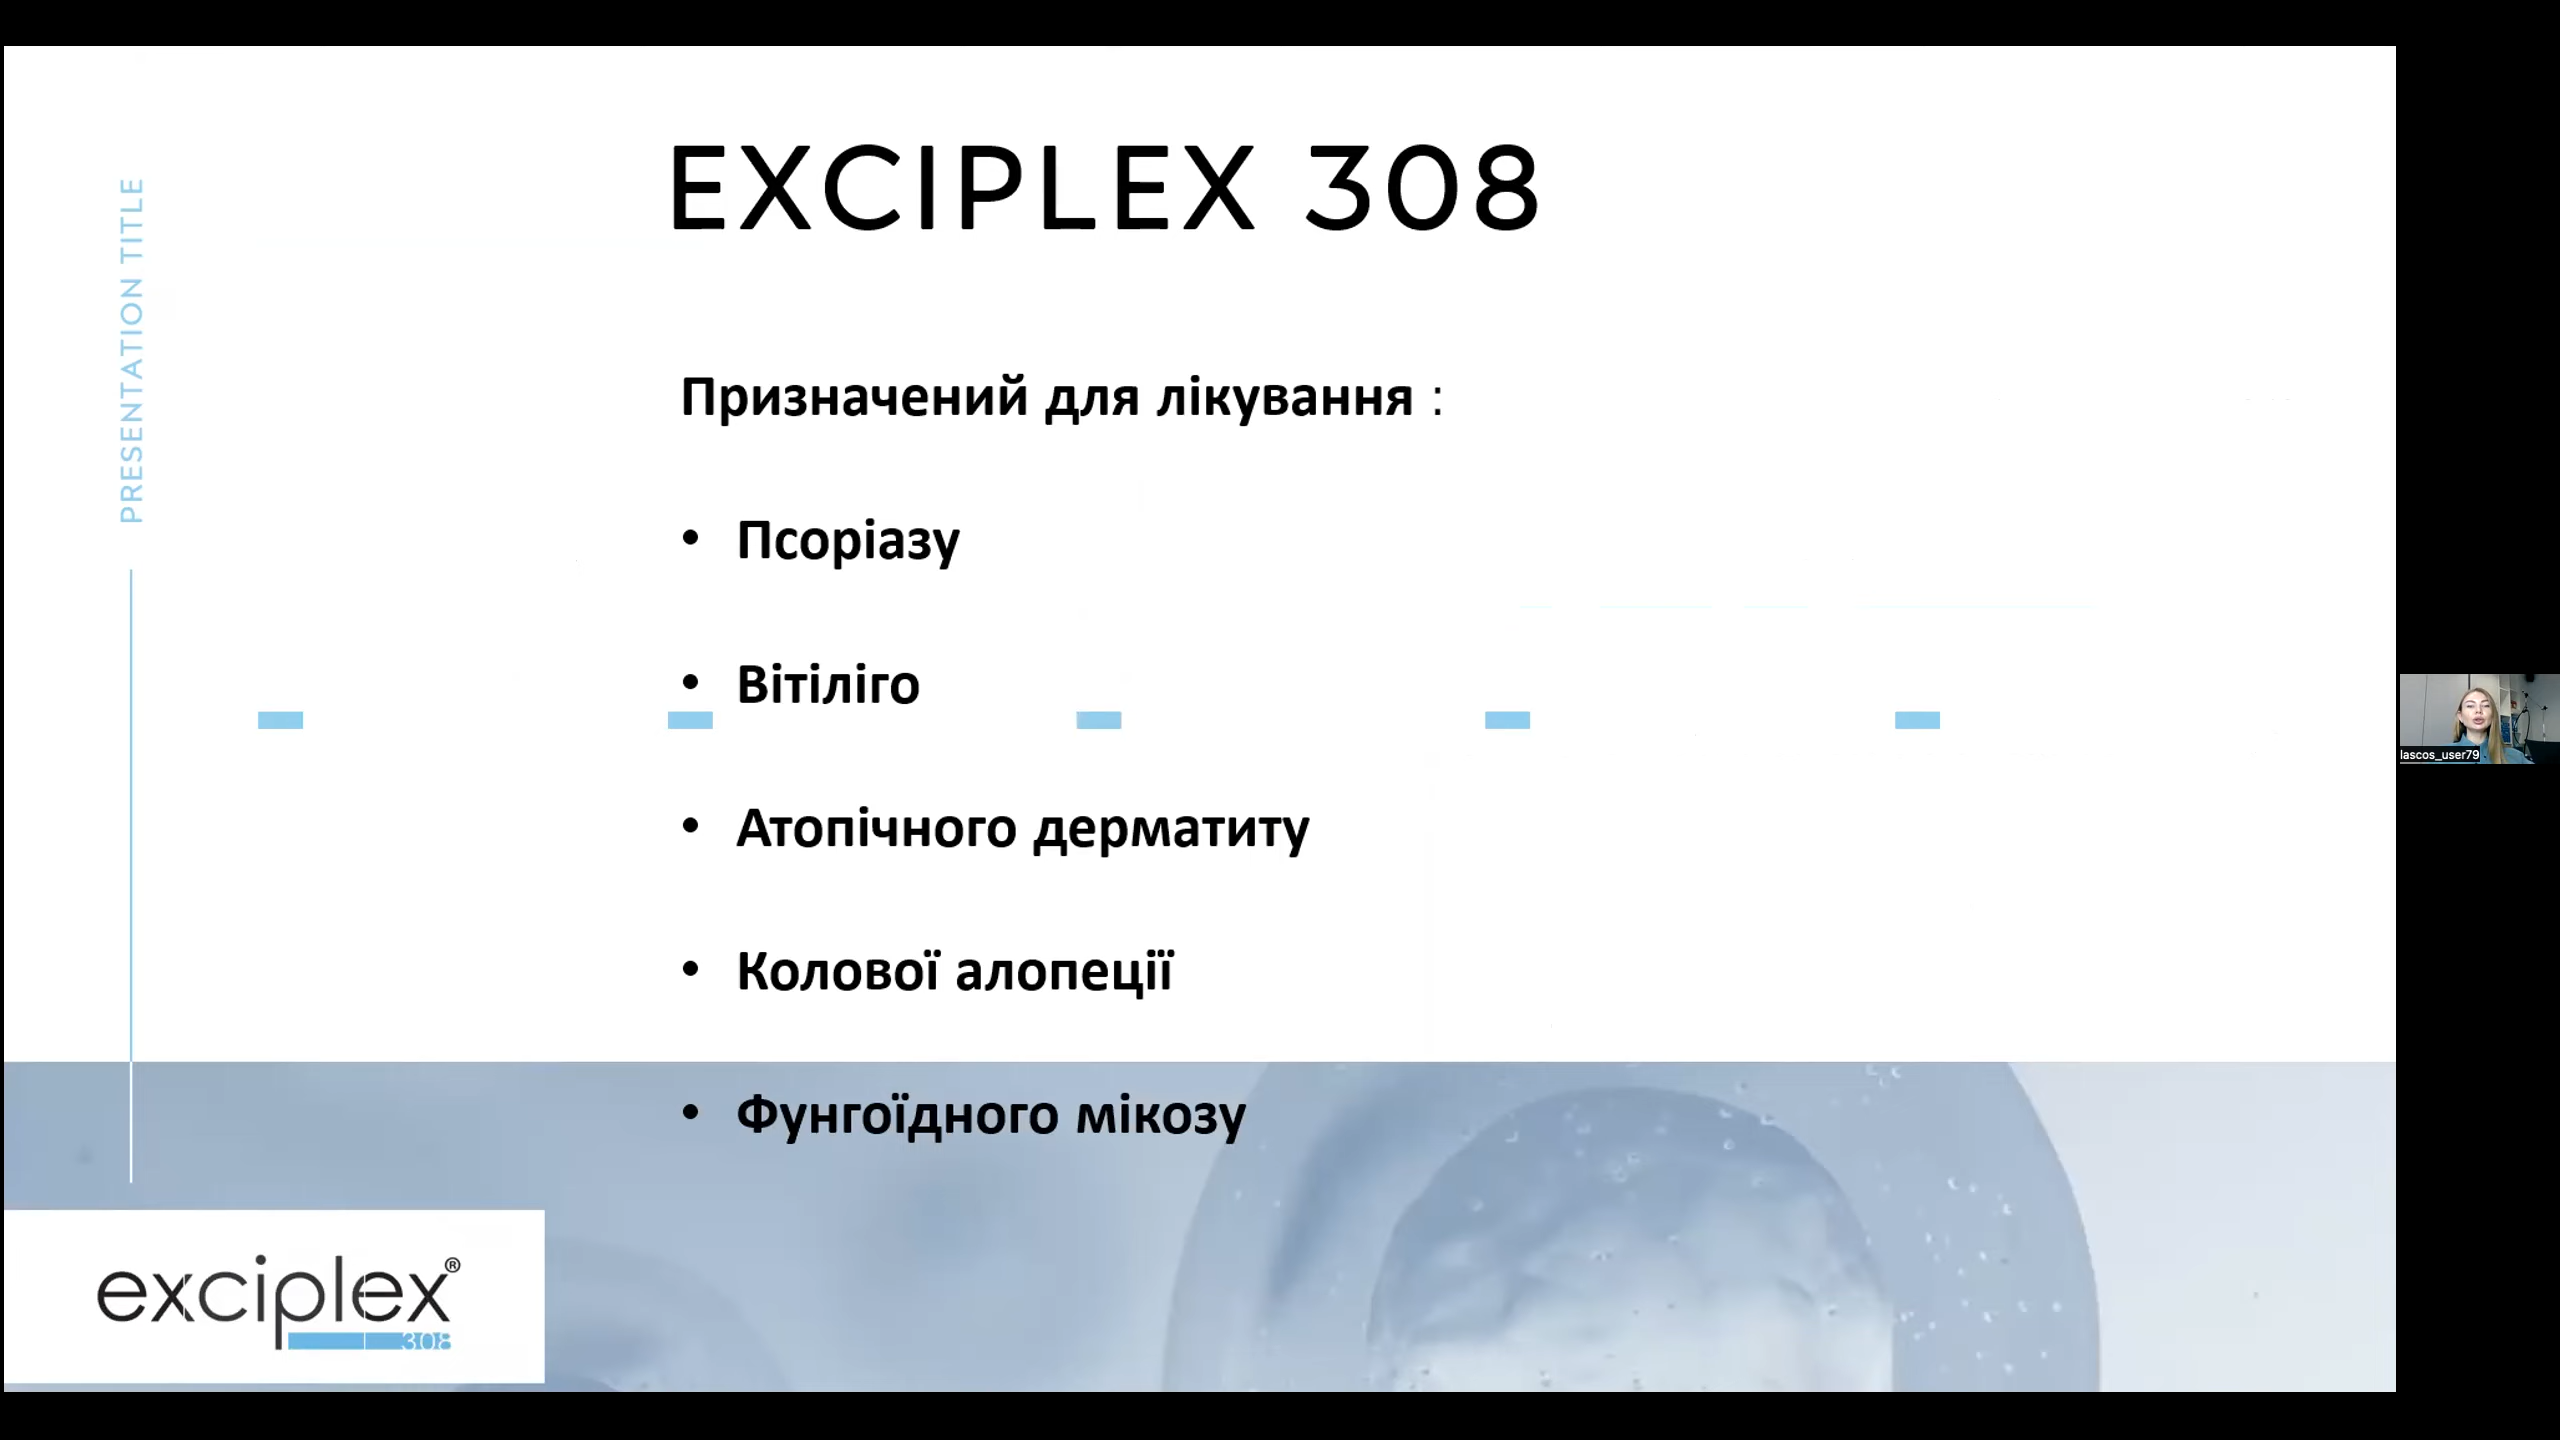 EXCIPLEX 308
PRESENTATION TITLE
Призначений для лікування :
• Псоріазу
• Вітіліго
• Атопічного дерматиту
• Колової алопеції
• Фунгоїдного мікозу
exciplex®
308
lascos_user79